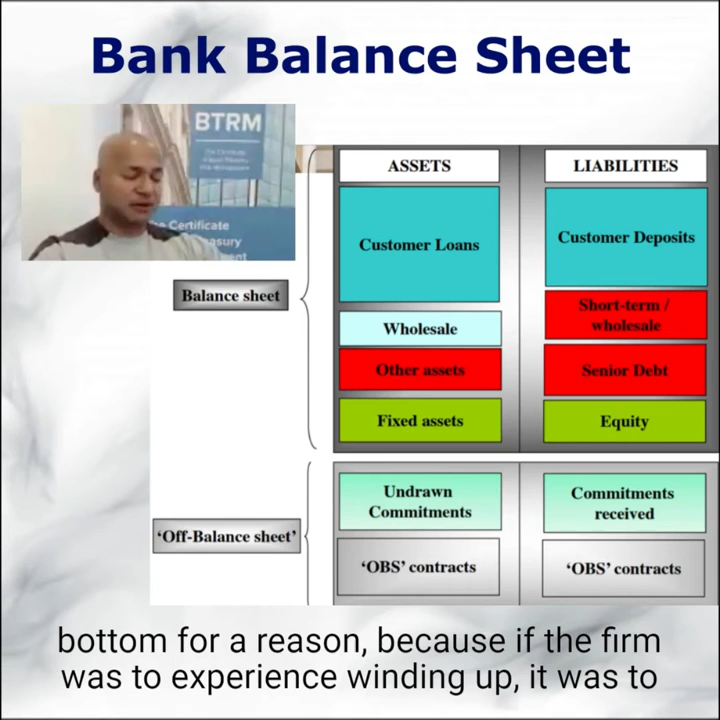 Bank Balance Sheet
BTRM
Certificate
ASSETS
LIABILITIES
Customer Loans
Customer Deposits
Balance sheet
Short-term /
wholesale
Wholesale
Other assets
Senior Debt
Fixed assets
Equity
Undrawn
Commitments
Commitments
received
‘Off-Balance sheet’
‘OBS’ contracts
‘OBS’ contracts
bottom for a reason, because if the firm
was to experience winding up, it was to